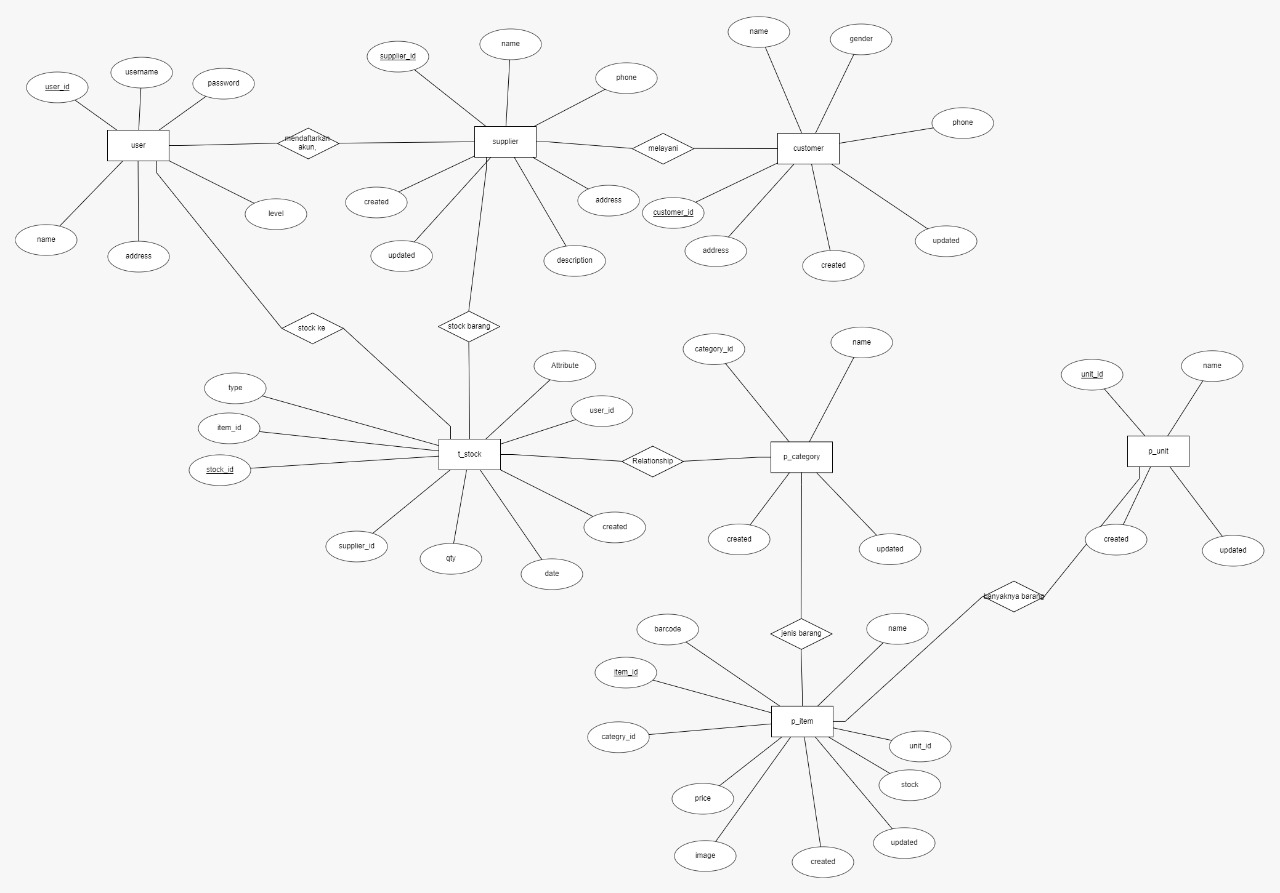 name
gender
supplier_id
name
username
user_id
password
phone
phone
user
mendaftarkan
akun,
supplier
melayani
customer
created
address
level
customer_id
name
address
updated
description
address
created
updated
stock ke
stock barang
category_id
name
type
Attribute
unit_id
name
item_id
user_id
stock_id
t_stock
Relationship
p_category
p_unit
supplier_id
qty
date
created
created
updated
created
updated
banyaknya barang
barcode
jenis barang
name
item_id
categry_id
p_item
unit_id
stock
price
image
created
updated